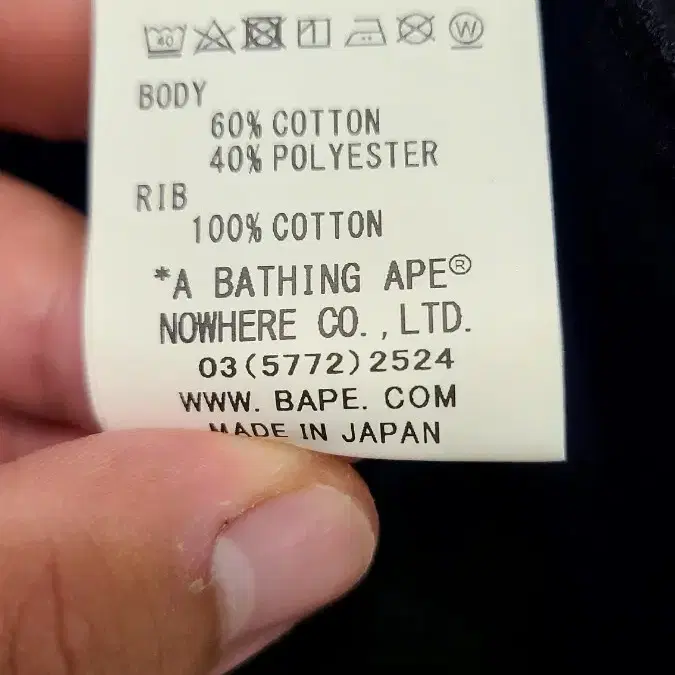 40
W
BODY
60% COTTON
40% POLYESTER
RIB
100% COTTON
*A BATHING APE®
NOWHERE CO.,LTD.
03(5772)2524
WWW. BAPE. COM
MADE IN JAPAN